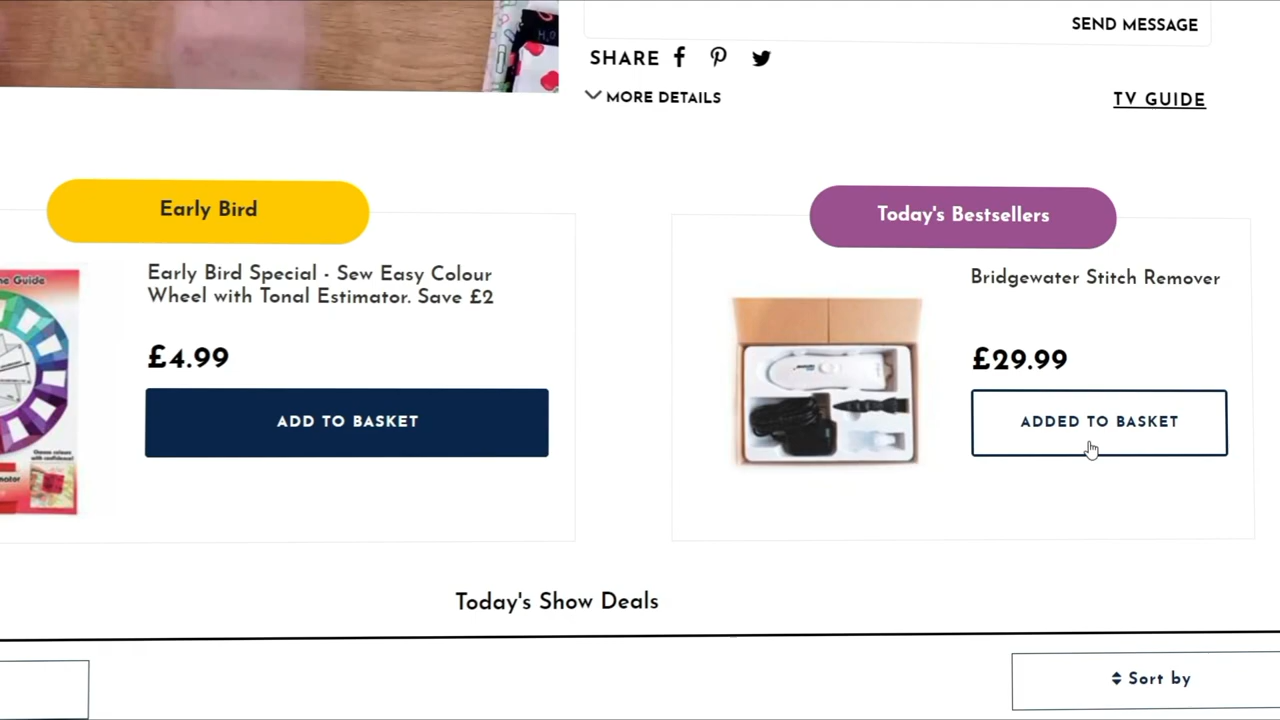 SEND MESSAGE
SHARE
MORE DETAILS
TV GUIDE
Early Bird
Early Bird Special - Sew Easy Colour
Wheel with Tonal Estimator. Save £2
£4.99
ADD TO BASKET
Today's Bestsellers
Bridgewater Stitch Remover
£29.99
ADDED TO BASKET
Today's Show Deals
Sort by